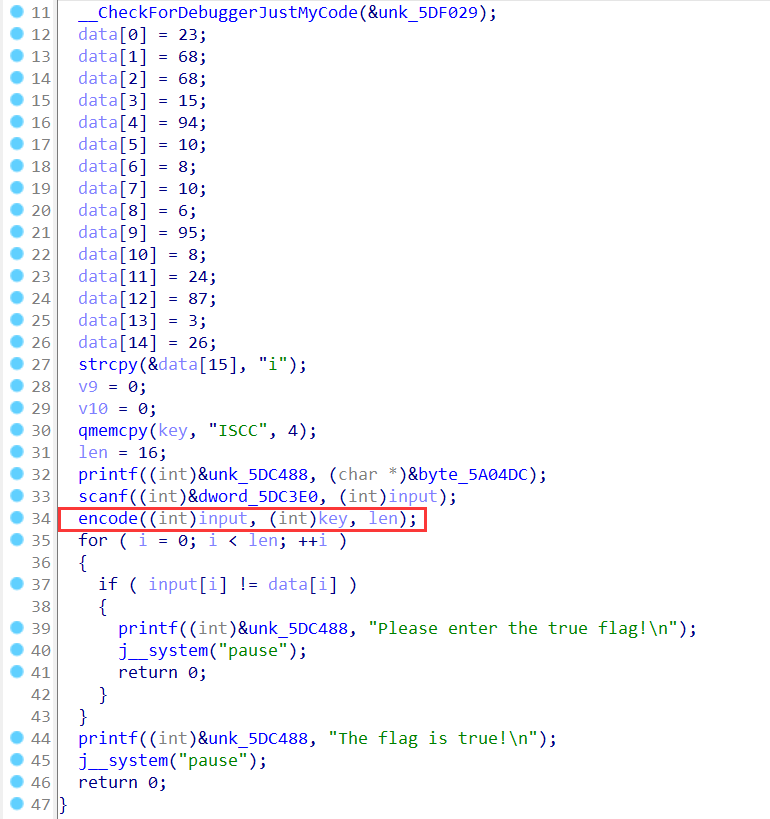 11 __CheckForDebuggerJustMyCode(&unk_5DF029);
12 data[0] = 23;
13 data[1] = 68;
14 data[2] = 68;
15 data[3] = 15;
16 data[4] = 94;
17 data[5] = 10;
18 data[6] = 8;
19 data[7] = 10;
20 data[8] = 6;
21 data[9] = 95;
22 data[10] = 8;
23 data[11] = 24;
24 data[12] = 87;
25 data[13] = 3;
26 data[14] = 26;
27 strcpy(&data[15], "i");
28 v9 = 0;
29 v10 = 0;
30 qmemcpy(key, "ISCC", 4);
31 len = 16;
32 printf((int)&unk_5DC488, (char *)&byte_5A04DC);
33 scanf((int)&dword_5DC3E0, (int)input);
34 encode((int)input, (int)key, len);
35 for ( i = 0; i < len; ++i )
36 {
37 if ( input[i] != data[i] )
38 {
39 printf((int)&unk_5DC488, "Please enter the true flag!\n");
40 j__system("pause");
41 return 0;
42 }
43 }
44 printf((int)&unk_5DC488, "The flag is true!\n");
45 j__system("pause");
46 return 0;
47 }